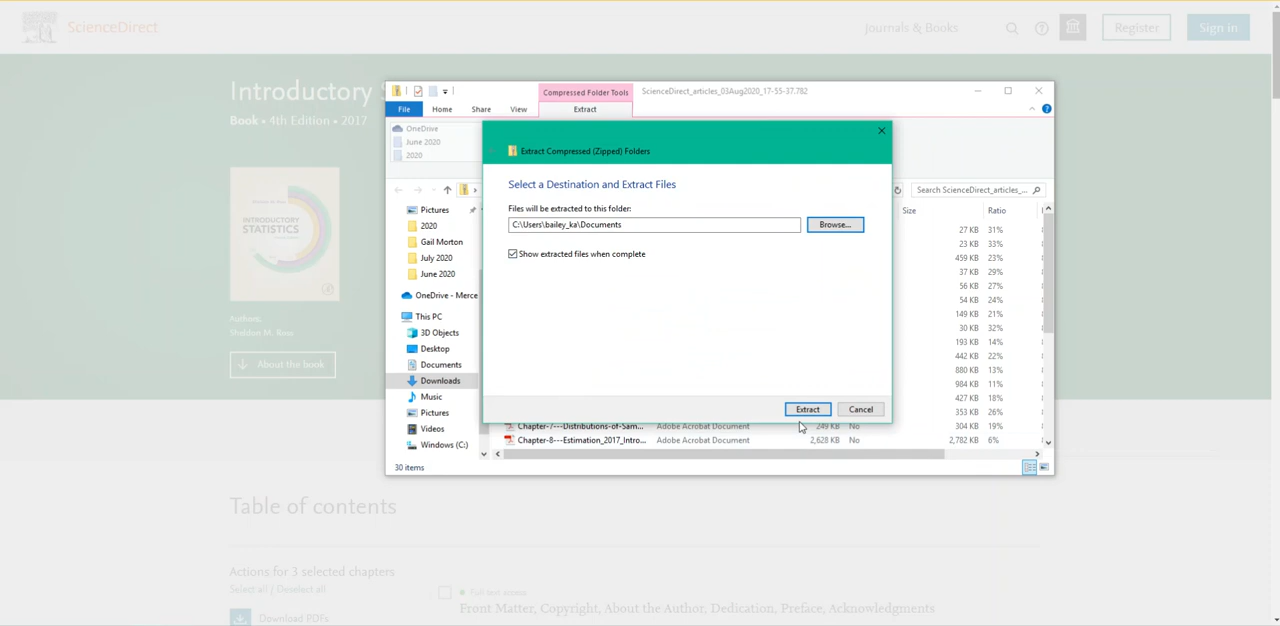 ScienceDirect
Journals & Books
Register
Sign in
Introductory S
Book • 4th Edition • 2017
INTRODUCTORY
STATISTICS
Authors:
Sheldon M. Ross
About the book
Compressed Folder Tools
ScienceDirect_articles_03Aug2020_17-55-37.782
File
Home
Share
View
Extract
OneDrive
June 2020
2020
Search ScienceDirect_articles_...
Pictures
2020
Gail Morton
July 2020
June 2020
OneDrive - Merce
This PC
3D Objects
Desktop
Documents
Downloads
Music
Pictures
Videos
Windows (C:)
30 items
Extract Compressed (Zipped) Folders
Select a Destination and Extract Files
Files will be extracted to this folder:
C:\Users\bailey_ka\Documents
Browse...
Show extracted files when complete
Extract
Cancel
Size
Ratio
27 KB 31%
23 KB 33%
459 KB 23%
37 KB 29%
56 KB 27%
54 KB 24%
149 KB 21%
30 KB 32%
193 KB 14%
442 KB 22%
880 KB 13%
984 KB 11%
427 KB 18%
353 KB 26%
Chapter-7---Distributions-of-Sam... Adobe Acrobat Document 249 KB No 304 KB 19%
Chapter-8---Estimation_2017_Intro... Adobe Acrobat Document 2,628 KB No 2,782 KB 6%
Table of contents
Actions for 3 selected chapters
Select all / Deselect all
Download PDFs
Full text access
Front Matter, Copyright, About the Author, Dedication, Preface, Acknowledgments